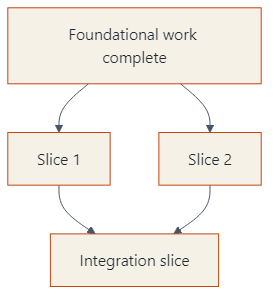 Foundational work
complete
Slice 1
Slice 2
Integration slice